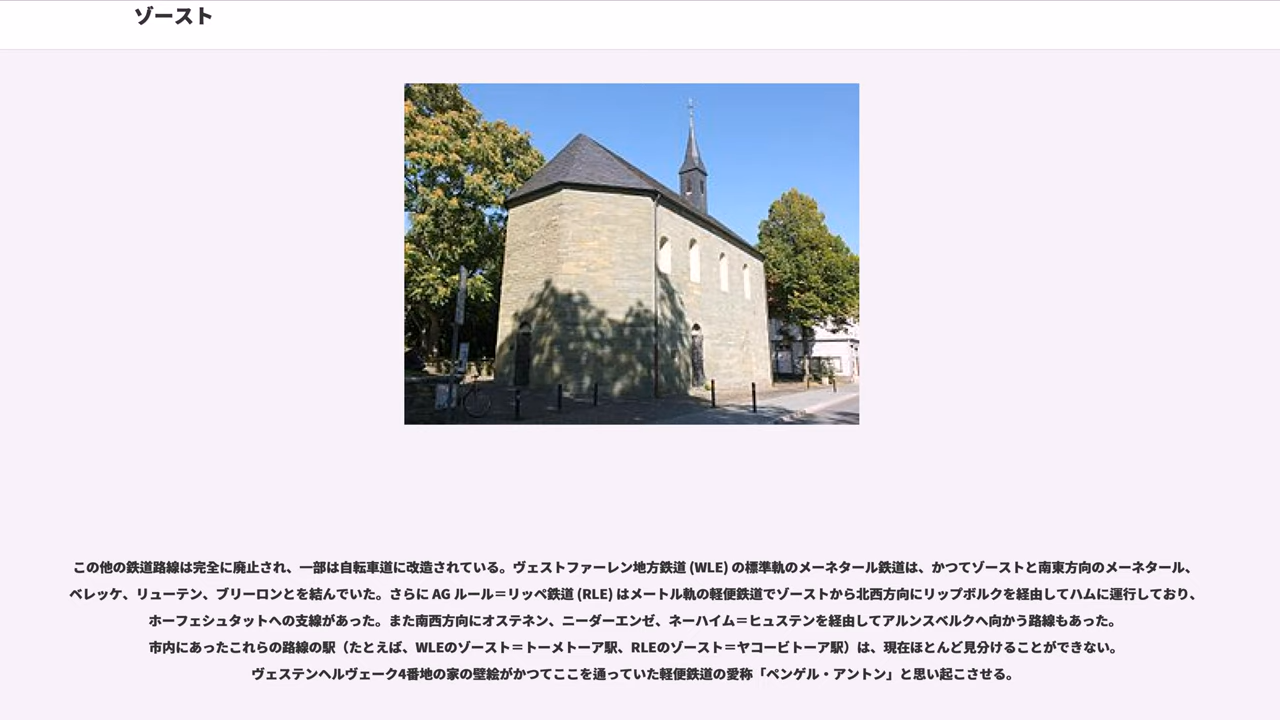 ゾースト
この他の鉄道路線は完全に廃止され、一部は自転車道に改造されている。ヴェストファーレン地方鉄道 (WLE) の標準軌のメーネタール鉄道は、かつてゾーストと南東方向のメーネタール、
ベレッケ、リューテン、ブリーロンとを結んでいた。さらに AG ルール＝リッペ鉄道 (RLE) はメートル軌の軽便鉄道でゾーストから北西方向にリップボルクを経由してハムに運行しており、
ホーフェシュタットへの支線があった。また南西方向にオステネン、ニーダーエンゼ、ネーハイム＝ヒュステンを経由してアルンスベルクへ向かう路線もあった。
市内にあったこれらの路線の駅（たとえば、WLEのゾースト＝トーメトーア駅、RLEのゾースト＝ヤコービトーア駅）は、現在ほとんど見分けることができない。
ヴェステンヘルヴェーク4番地の家の壁絵がかつてここを通っていた軽便鉄道の愛称「ペンゲル・アントン」と思い起こさせる。